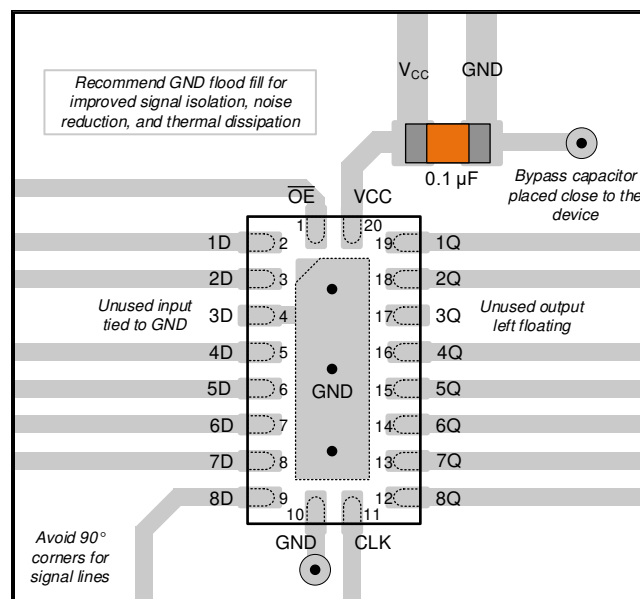 Recommend GND flood fill for
improved signal isolation, noise
reduction, and thermal dissipation
VCC GND
0.1 µF
Bypass capacitor
placed close to the
device
OE VCC
1 20
1D 2 19 1Q
2D 3 18 2Q
Unused input
tied to GND
3D 4 17 3Q
Unused output
left floating
4D 5 16 4Q
5D 6 GND 15 5Q
6D 7 14 6Q
7D 8 13 7Q
8D 9 12 8Q
10 11
GND CLK
Avoid 90°
corners for
signal lines